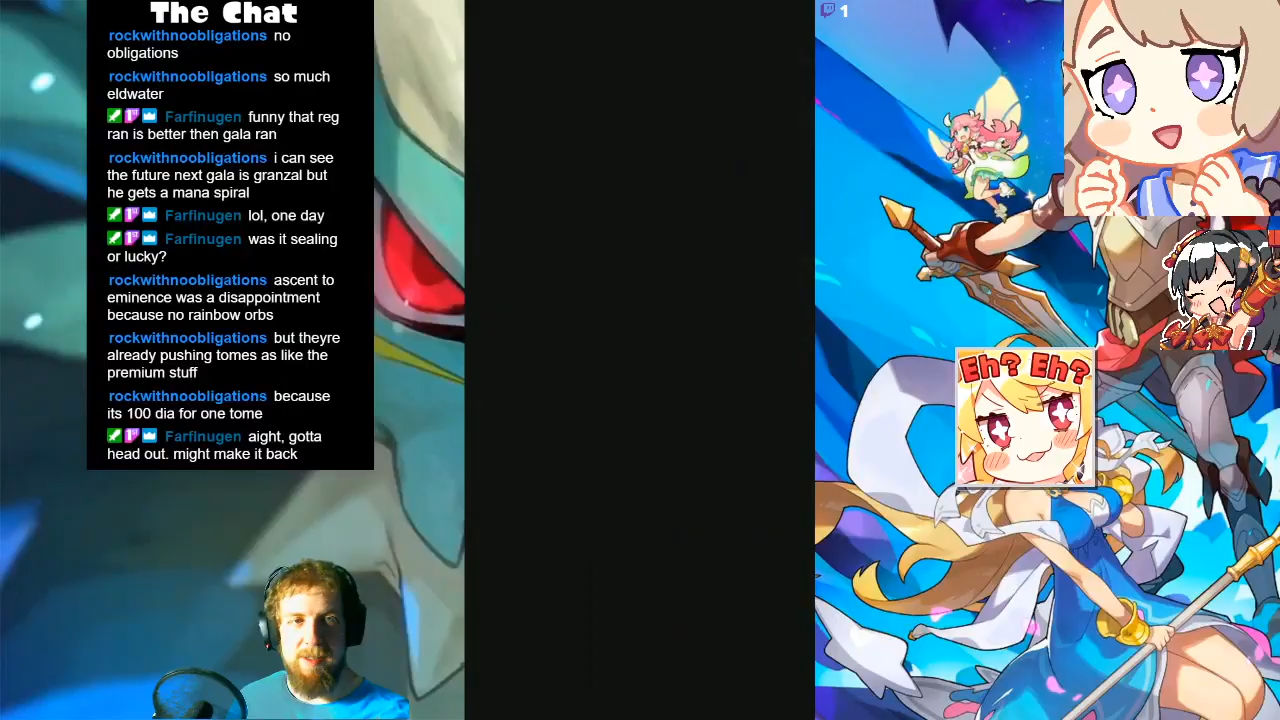 The Chat
rockwithnoobligations no
obligations
rockwithnoobligations so much
eldwater
Farfinugen funny that reg
ran is better then gala ran
rockwithnoobligations i can see
the future next gala is granzal but
he gets a mana spiral
Farfinugen lol, one day
Farfinugen was it sealing
or lucky?
rockwithnoobligations ascent to
eminence was a disappointment
because no rainbow orbs
rockwithnoobligations but theyre
already pushing tomes as like the
premium stuff
rockwithnoobligations because
its 100 dia for one tome
Farfinugen aight, gotta
head out. might make it back
1
Eh? Eh?